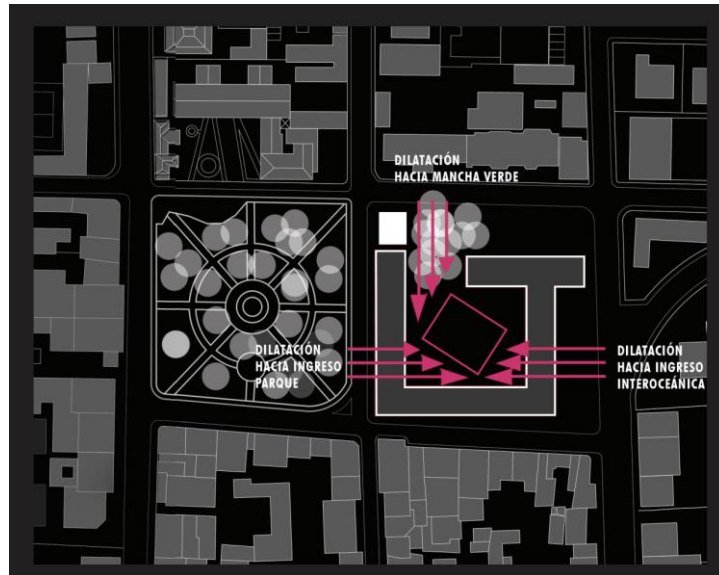 DILATACIÓN
HACIA MANCHA VERDE
DILATACIÓN
HACIA INGRESO
PARQUE
DILATACIÓN
HACIA INGRESO
INTEROCEÁNICA